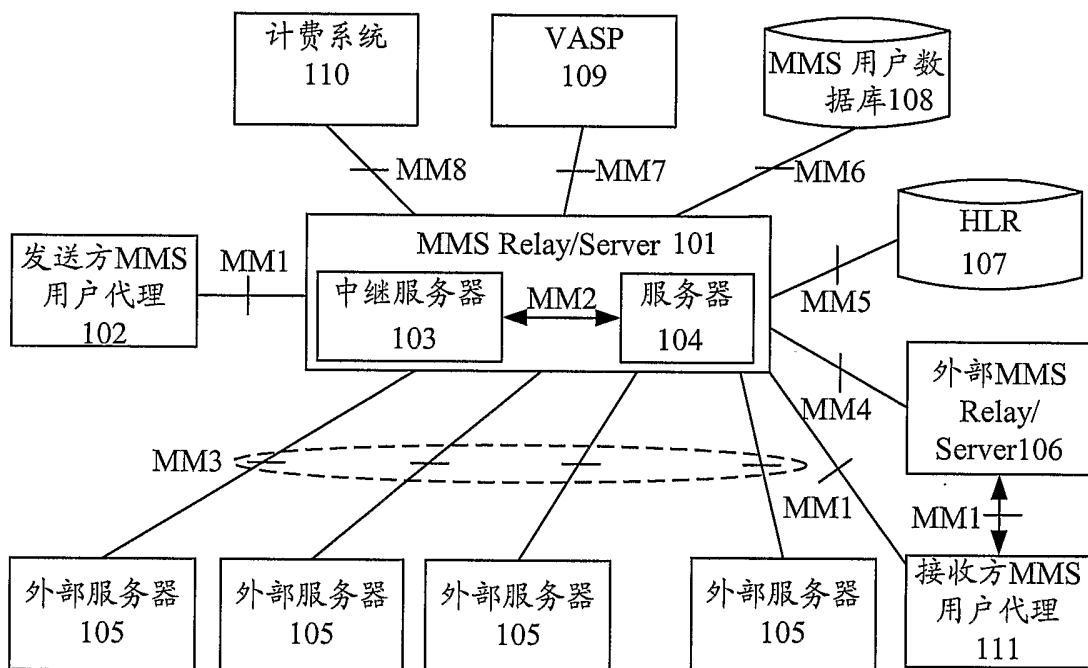 计费系统
110
VASP
109
MMS 用户数
据库108
MM8
MM7
MM6
HLR
107
发送方MMS
用户代理
102
MM1
MMS Relay/Server 101
中继服务器
103
MM2
服务器
104
MM5
MM4
外部MMS
Relay/
Server106
MM3
MM1
MM1
外部服务器
105
外部服务器
105
外部服务器
105
外部服务器
105
接收方MMS
用户代理
111